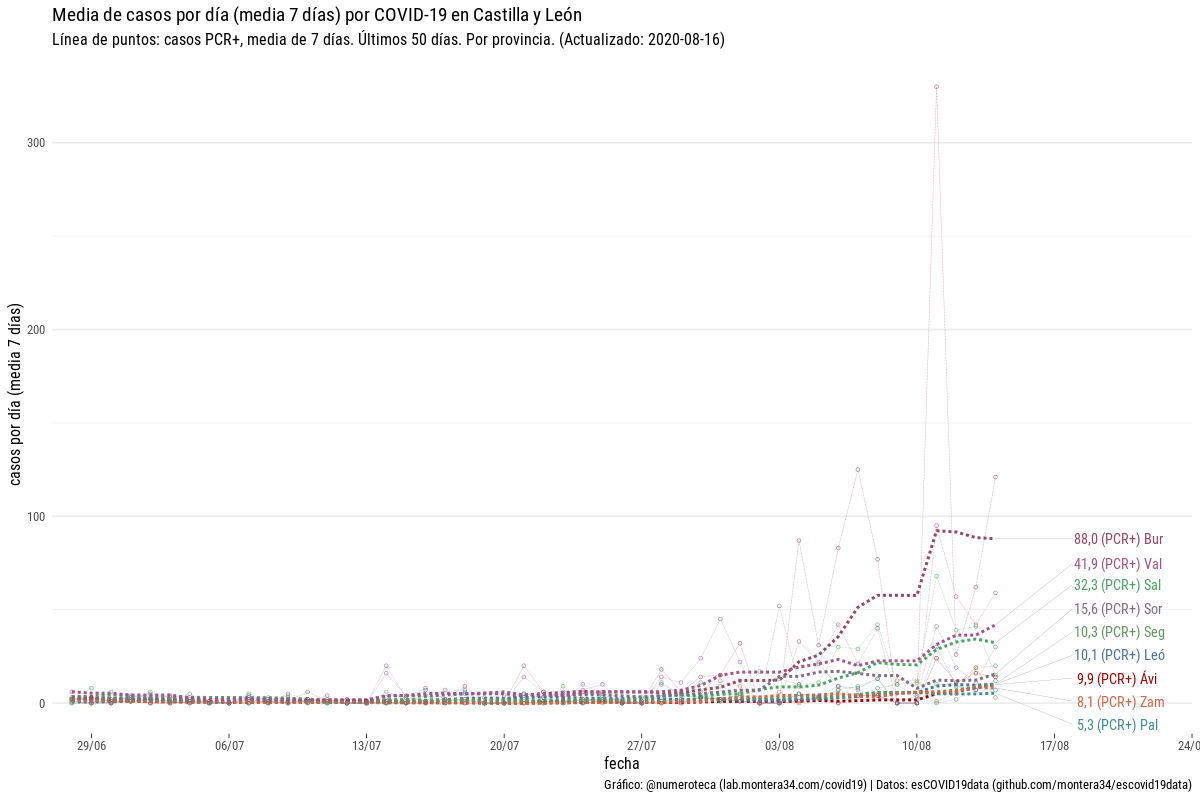 Media de casos por día (media 7 días) por COVID-19 en Castilla y León
Línea de puntos: casos PCR+, media de 7 días. Últimos 50 días. Por provincia. (Actualizado: 2020-08-16)
casos por día (media 7 días)
300
200
100
0
88,0 (PCR+) Bur
41,9 (PCR+) Val
32,3 (PCR+) Sal
15,6 (PCR+) Sor
10,3 (PCR+) Seg
10,1 (PCR+) Leó
9,9 (PCR+) Ávi
8,1 (PCR+) Zam
5,3 (PCR+) Pal
29/06 06/07 13/07 20/07 27/07 03/08 10/08 17/08 24/0
fecha
Gráfico: @numeroteca (lab.montera34.com/covid19) | Datos: esCOVID19data (github.com/montera34/escovid19data)